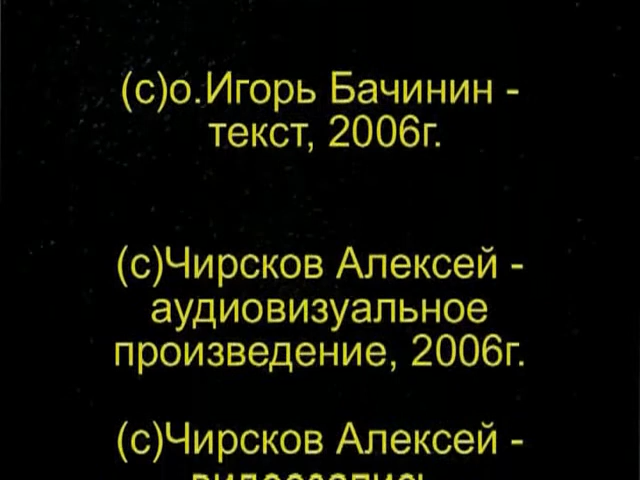 (с)о.Игорь Бачинин -
текст, 2006г.
(с)Чирсков Алексей -
аудиовизуальное
произведение, 2006г.
(с)Чирсков Алексей -